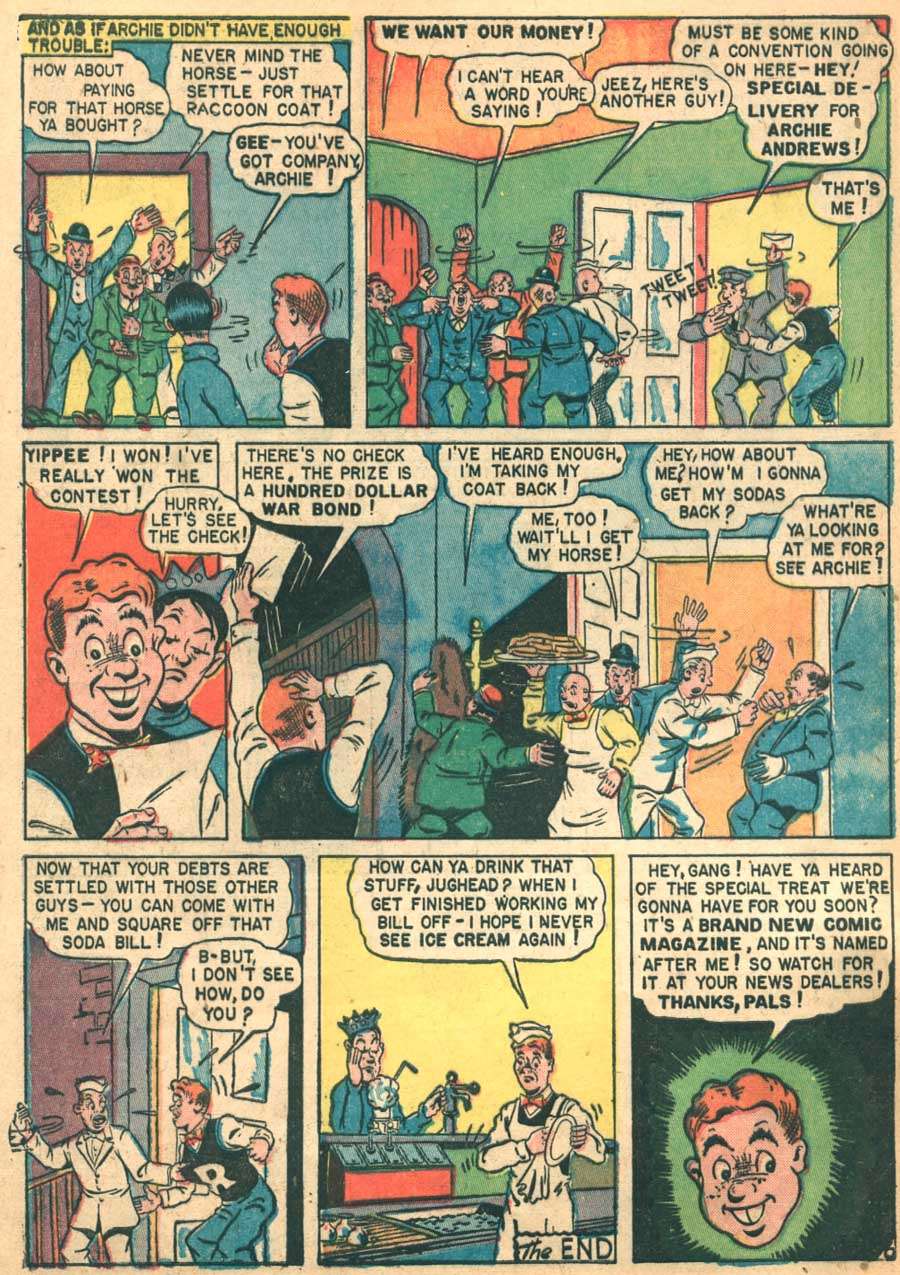 AND AS IF ARCHIE DIDN'T HAVE ENOUGH
TROUBLE:
HOW ABOUT
PAYING
FOR THAT HORSE
YA BOUGHT?
NEVER MIND THE
HORSE – JUST
SETTLE FOR THAT
RACCOON COAT!
GEE – YOU'VE
GOT COMPANY,
ARCHIE!
WE WANT OUR MONEY!
I CAN'T HEAR
A WORD YOU'RE
SAYING!
JEEZ, HERE'S
ANOTHER GUY!
MUST BE SOME KIND
OF A CONVENTION GOING
ON HERE – HEY!
SPECIAL DE-
LIVERY FOR
ARCHIE
ANDREWS!
THAT'S
ME!
TWEET!
TWEET!
YIPPEE! I WON! I'VE
REALLY WON THE
CONTEST!
HURRY,
LET'S SEE
THE CHECK!
THERE'S NO CHECK
HERE. THE PRIZE IS
A HUNDRED DOLLAR
WAR BOND!
I'VE HEARD ENOUGH.
I'M TAKING MY
COAT BACK!
ME, TOO!
WAIT'LL I GET
MY HORSE!
HEY, HOW ABOUT
ME? HOW'M I GONNA
GET MY SODAS
BACK?
WHAT'RE
YA LOOKING
AT ME FOR?
SEE ARCHIE!
NOW THAT YOUR DEBTS ARE
SETTLED WITH THOSE OTHER
GUYS – YOU CAN COME WITH
ME AND SQUARE OFF THAT
SODA BILL!
B-BUT,
I DON'T SEE
HOW, DO
YOU?
HOW CAN YA DRINK THAT
STUFF, JUGHEAD? WHEN I
GET FINISHED WORKING MY
BILL OFF – I HOPE I NEVER
SEE ICE CREAM AGAIN!
The END
HEY, GANG! HAVE YA HEARD
OF THE SPECIAL TREAT WE'RE
GONNA HAVE FOR YOU SOON?
IT'S A BRAND NEW COMIC
MAGAZINE, AND IT'S NAMED
AFTER ME! SO WATCH FOR
IT AT YOUR NEWS DEALERS!
THANKS, PALS!